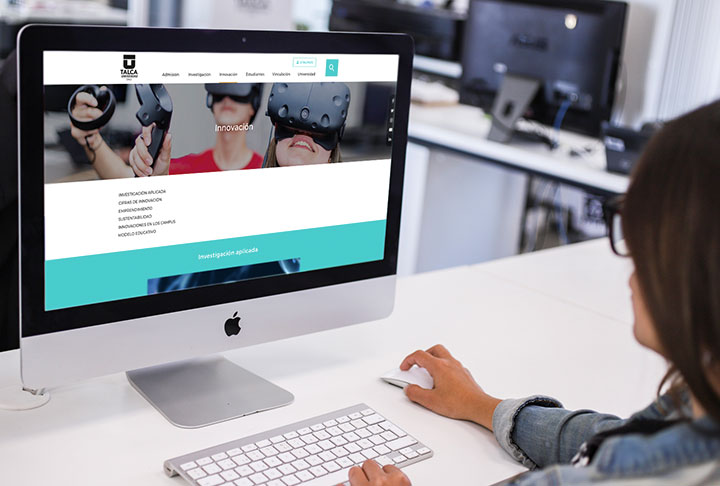 TALCA
UNIVERSIDAD
Admisión Investigación Innovación Estudiantes Vinculación Universidad
Innovación
INVESTIGACIÓN APLICADA
CIFRAS DE INNOVACIÓN
EMPRENDIMIENTO
SUSTENTABILIDAD
INNOVACIONES EN LOS CAMPUS
MODELO EDUCATIVO
Investigación aplicada